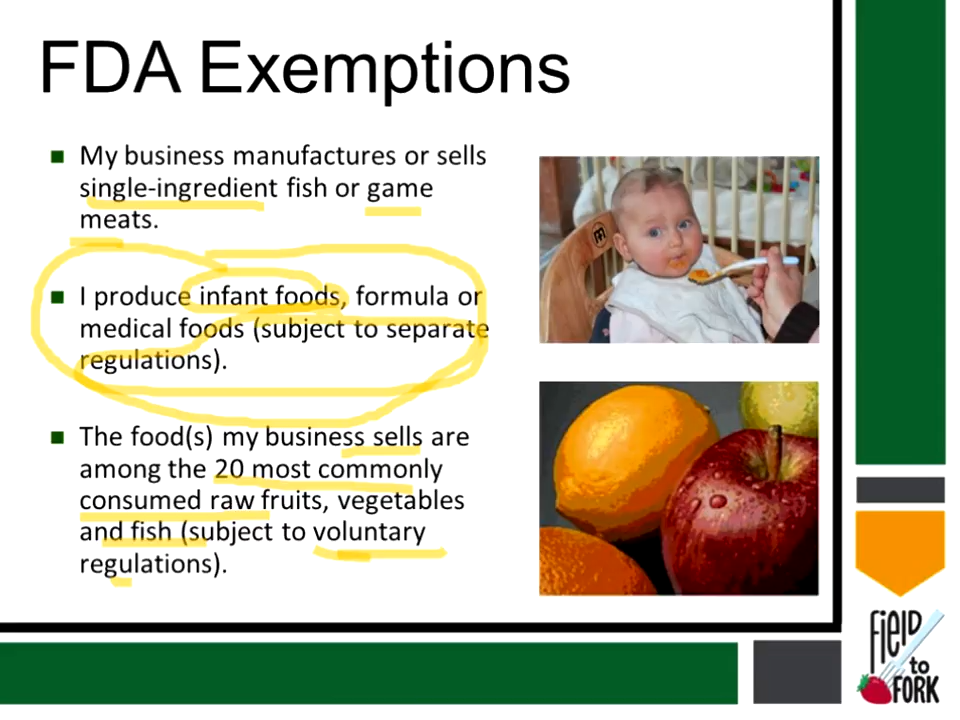 FDA Exemptions
My business manufactures or sells
single-ingredient fish or game
meats.
I produce infant foods, formula or
medical foods (subject to separate
regulations).
The food(s) my business sells are
among the 20 most commonly
consumed raw fruits, vegetables
and fish (subject to voluntary
regulations).
FIELD
to
FORK